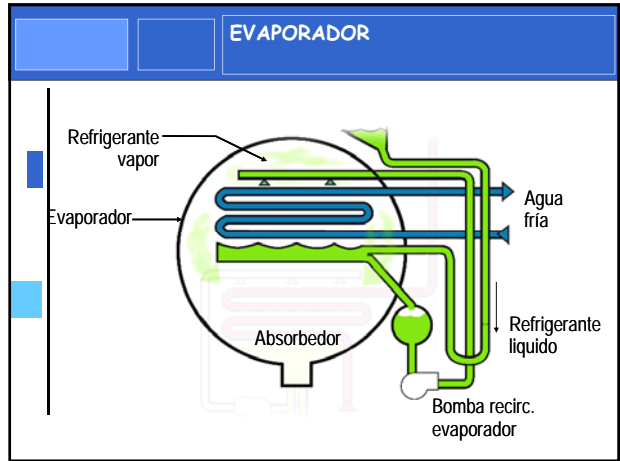 EVAPORADOR
Refrigerante
vapor
Evaporador
Agua
fría
Absorbedor
Refrigerante
liquido
Bomba recirc.
evaporador